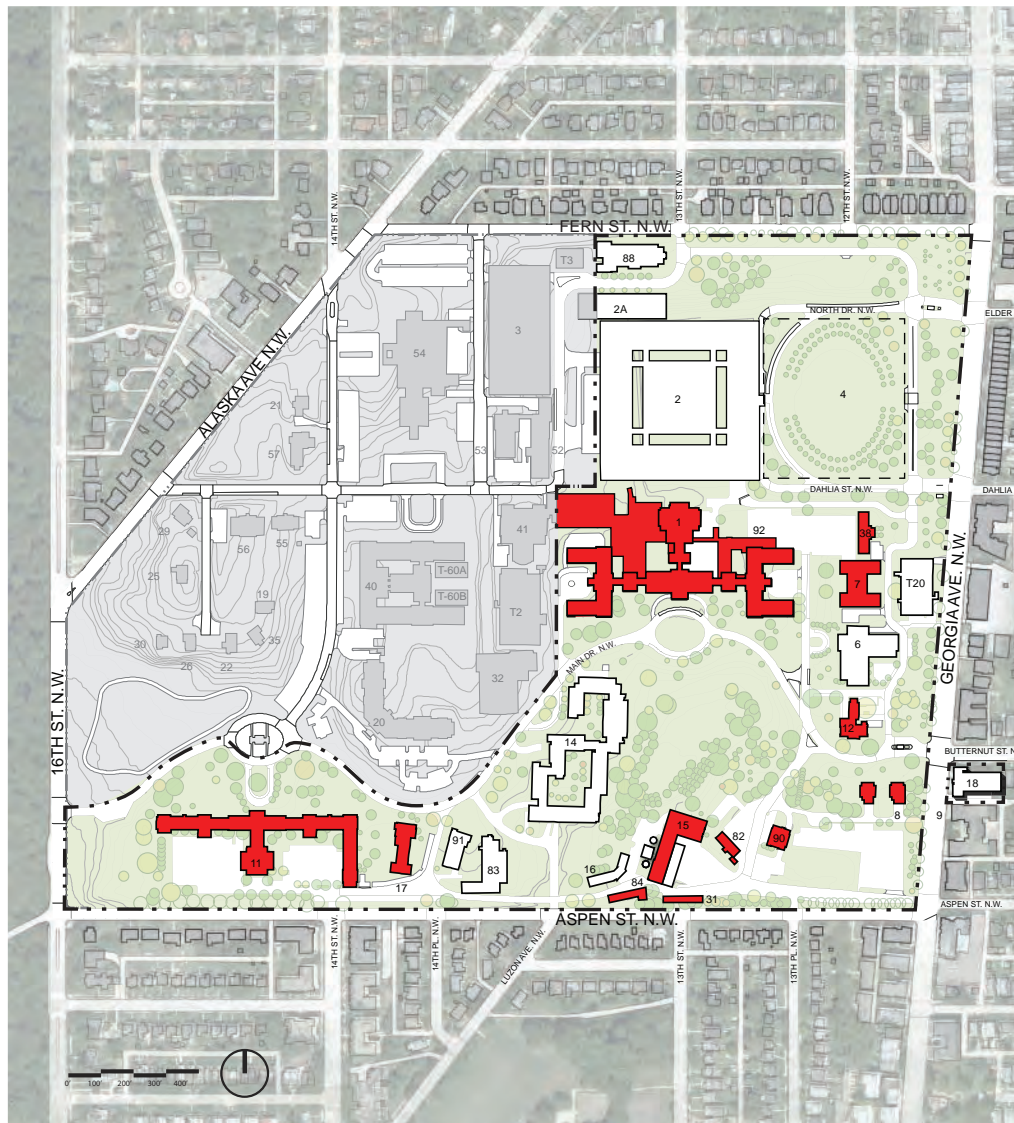 13TH ST. N.W.
12TH ST. N.W.
14TH ST. N.W.
FERN ST. N.W.
88
T3
2A
NORTH DR. N.W.
ELDER
3
54
ALASKA AVE N.W.
21
57
53
52
2
4
DAHLIA ST. N.W.
DAHLIA
1
92
38
29
56
55
41
25
40
T-60A
T-60B
T2
7
T20
19
30
26
22
35
6
GEORGIA AVE. N.W.
MAIN DR. N.W.
32
16TH ST. N.W.
20
12
14
BUTTERNUT ST. N
18
8
9
15
82
90
11
91
83
16
17
84
31
ASPEN ST. N.W.
ASPEN ST. N.W.
14TH ST. N.W.
14TH PL. N.W.
LUZON AVE. N.W.
13TH ST. N.W.
13TH PL. N.W.
0' 100' 200' 300' 400'